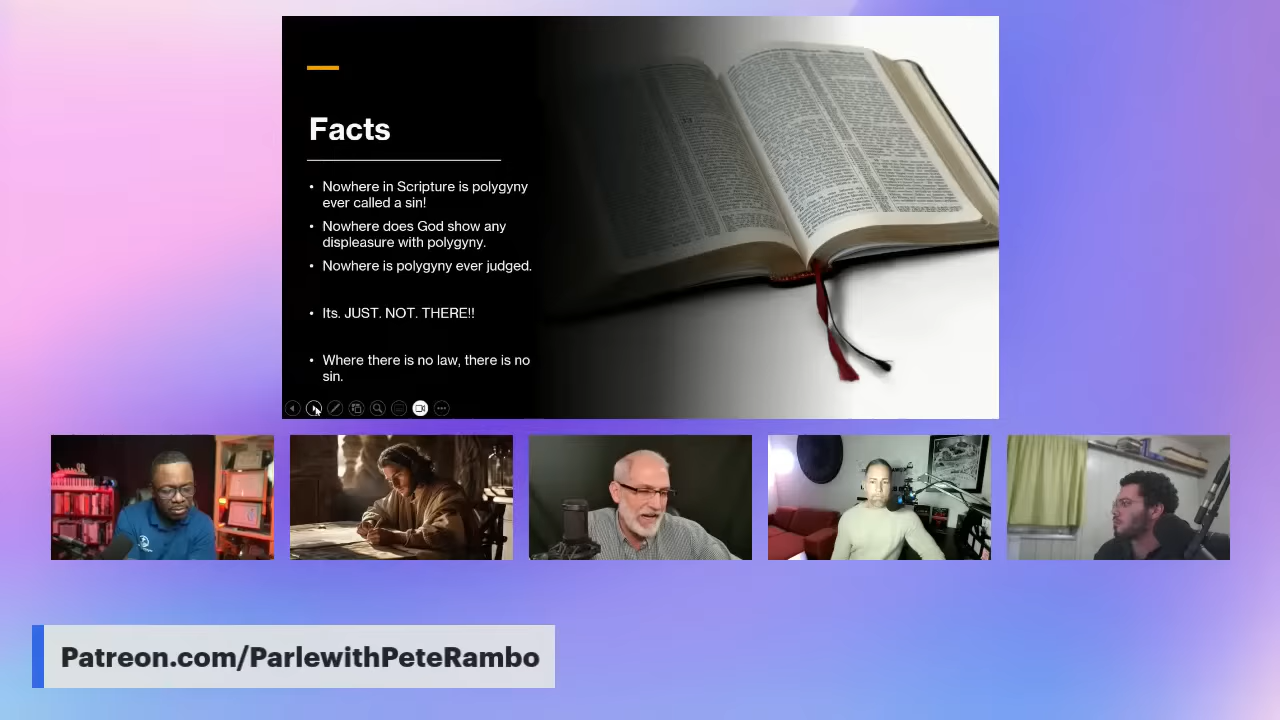 Facts
• Nowhere in Scripture is polygyny
ever called a sin!
• Nowhere does God show any
displeasure with polygyny.
• Nowhere is polygyny ever judged.
• Its. JUST. NOT. THERE!!
• Where there is no law, there is no
sin.
Patreon.com/ParlewithPeteRambo